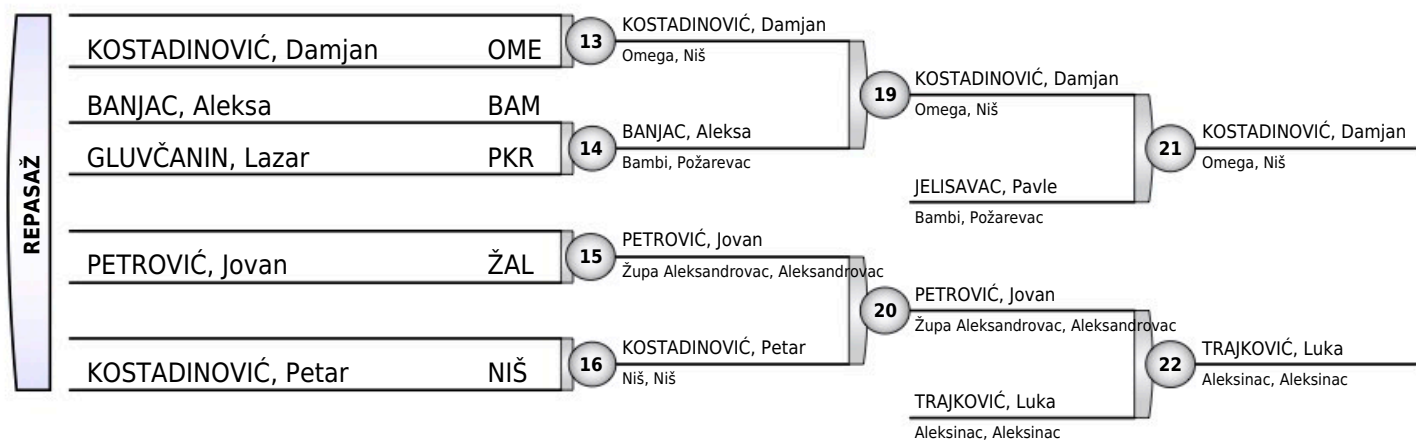 REPASAŽ
KOSTADINOVIĆ, Damjan OME
BANJAC, Aleksa BAM
GLUVČANIN, Lazar PKR
PETROVIĆ, Jovan ŽAL
KOSTADINOVIĆ, Petar NIŠ
13
KOSTADINOVIĆ, Damjan
Omega, Niš
14
BANJAC, Aleksa
Bambi, Požarevac
15
PETROVIĆ, Jovan
Župa Aleksandrovac, Aleksandrovac
16
KOSTADINOVIĆ, Petar
Niš, Niš
19
KOSTADINOVIĆ, Damjan
Omega, Niš
JELISAVAC, Pavle
Bambi, Požarevac
20
PETROVIĆ, Jovan
Župa Aleksandrovac, Aleksandrovac
TRAJKOVIĆ, Luka
Aleksinac, Aleksinac
21
KOSTADINOVIĆ, Damjan
Omega, Niš
22
TRAJKOVIĆ, Luka
Aleksinac, Aleksinac